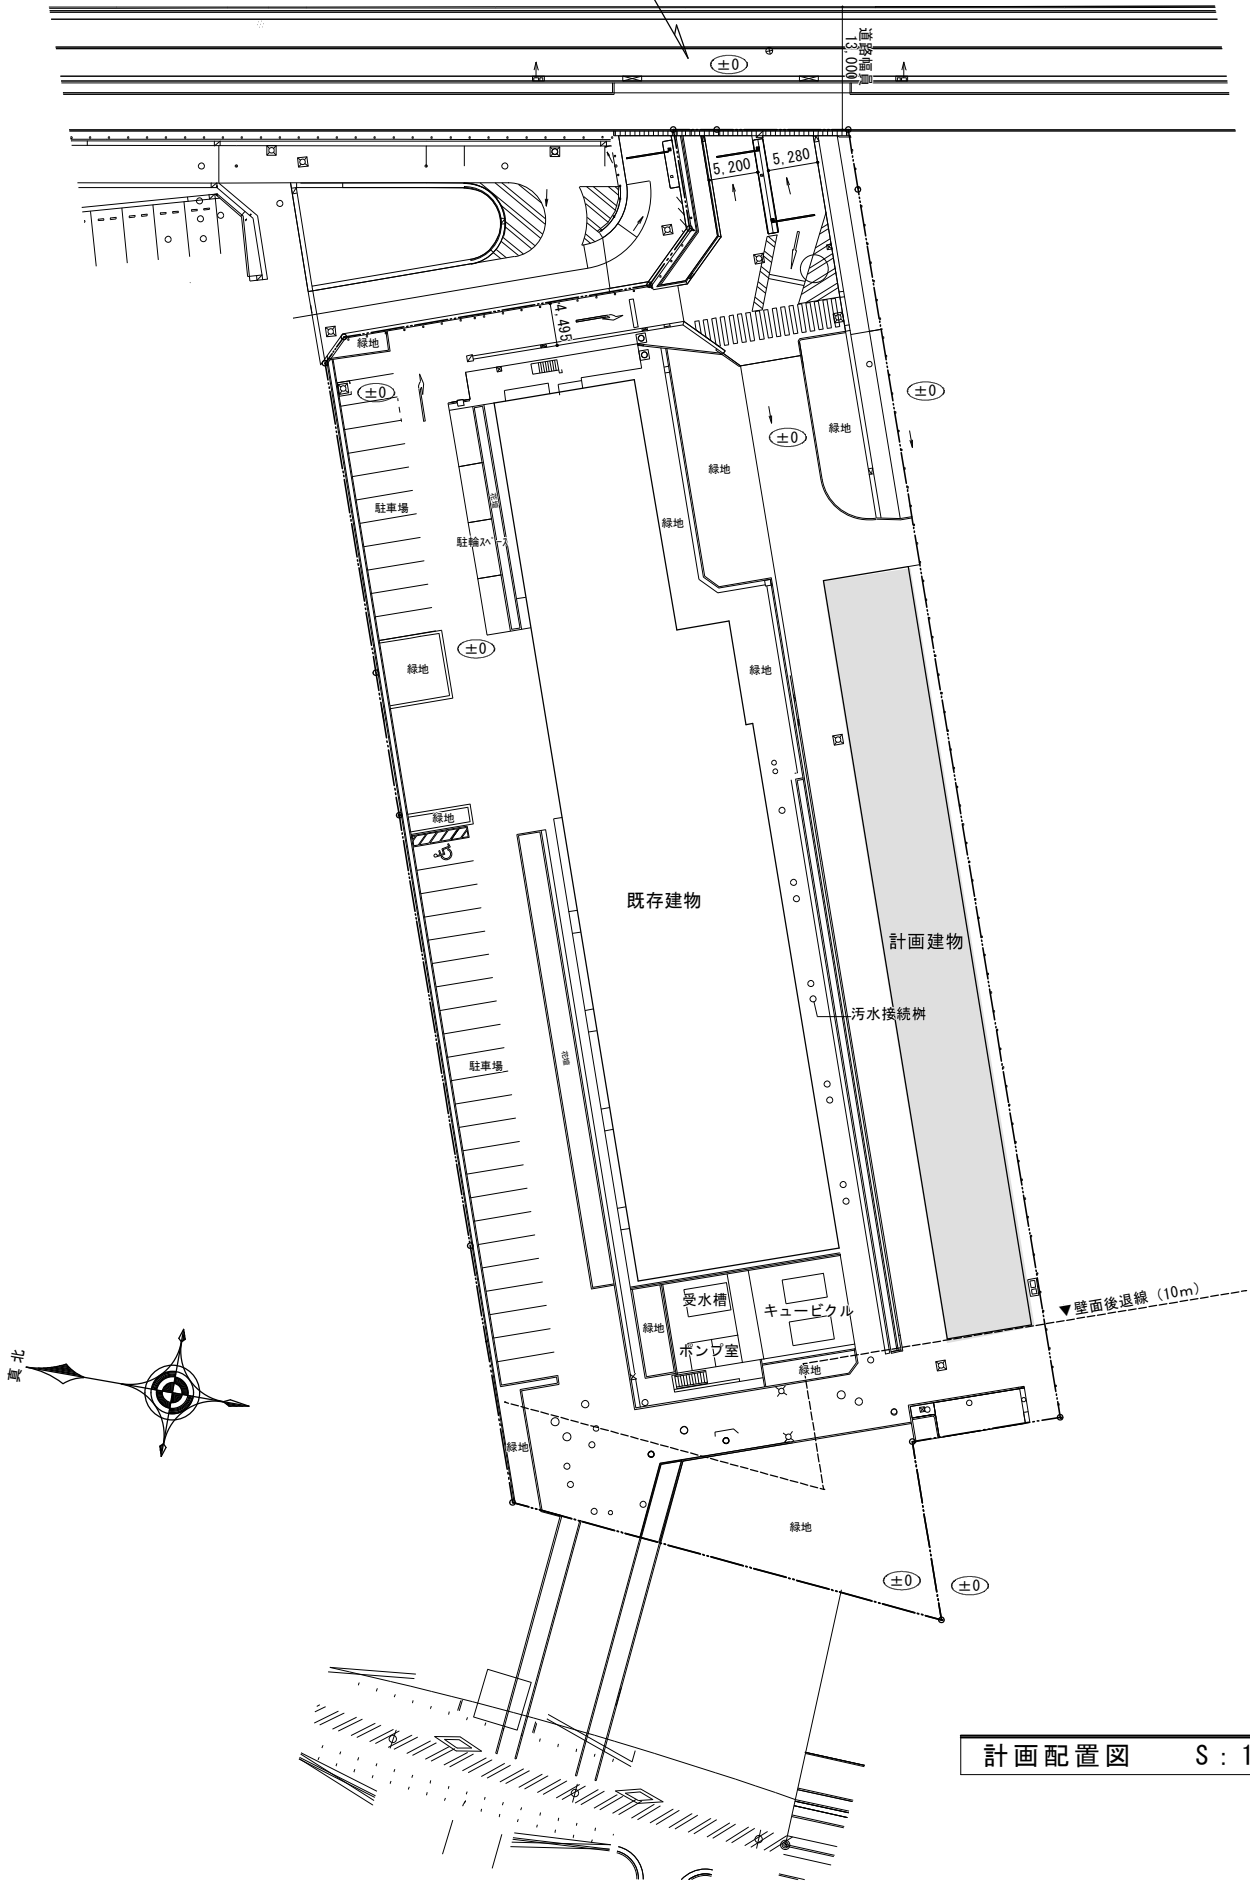 道路幅員
13,000
±0
5,200
5,280
4,495
緑地
±0
±0
±0
緑地
緑地
緑地
駐車場
花壇
駐輪スペース
±0
緑地
緑地
緑地
既存建物
計画建物
汚水接続桝
駐車場
花壇
壁面後退線(10m)
受水槽
キュービクル
緑地
ポンプ室
緑地
真北
緑地
緑地
±0
±0
計画配置図 S:1